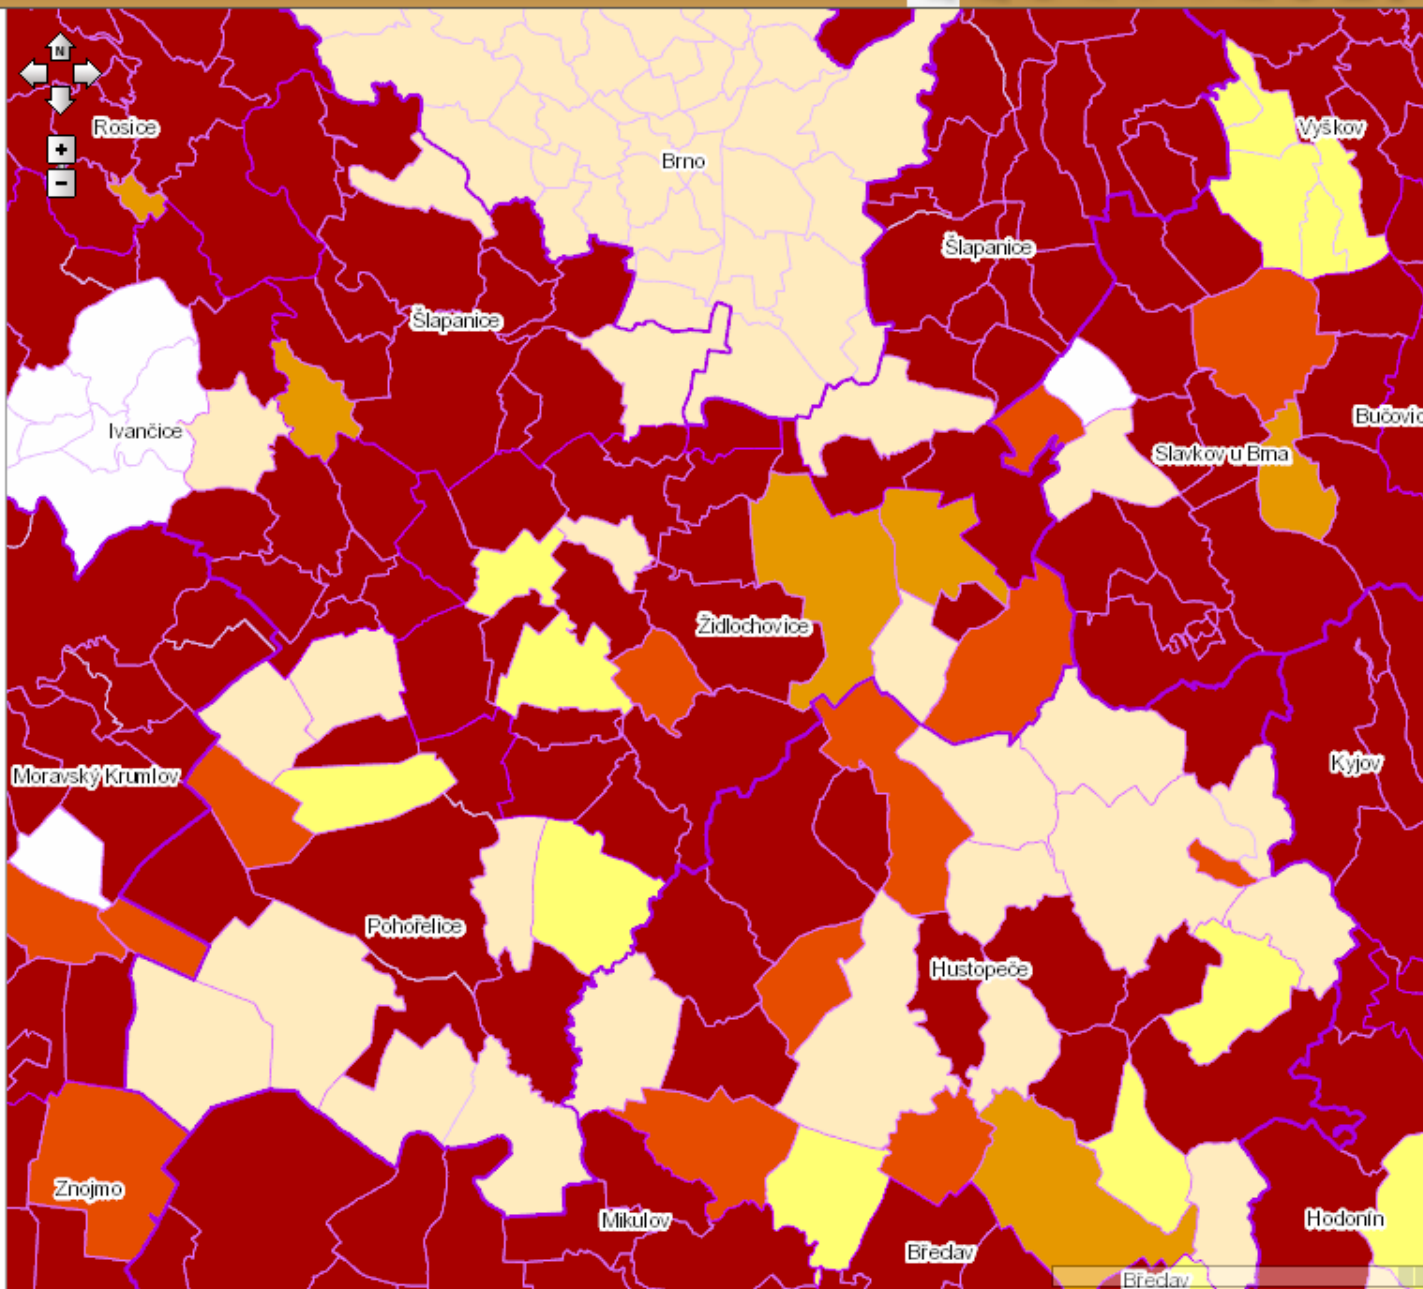 N
Rosice
Vyškov
Brno
Šlapanice
Šlapanice
Bučovic
Ivančice
Slavkov u Brna
Židlochovice
Kyjov
Moravský Krumlov
Pohořelice
Hustopeče
Znojmo
Mikulov
Hodonín
Břeclav
Břeclav